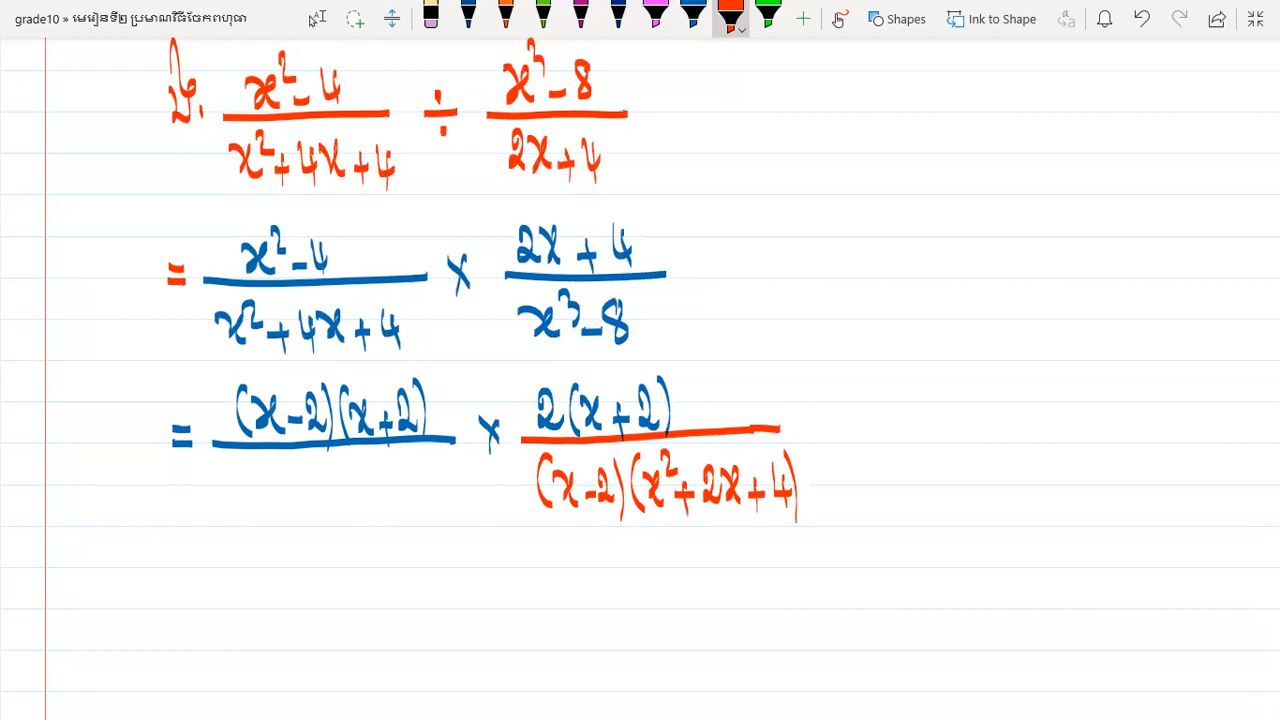 grade10 » មេរៀនទី២ ប្រមាណវិធីចែកពហុធា
Shapes
Ink to Shape
x² - 4 / x² + 4x + 4 ÷ x³ - 8 / 2x + 4
= x² - 4 / x² + 4x + 4 × 2x + 4 / x³ - 8
= (x - 2)(x + 2) / × 2(x + 2) / (x - 2)(x² + 2x + 4)